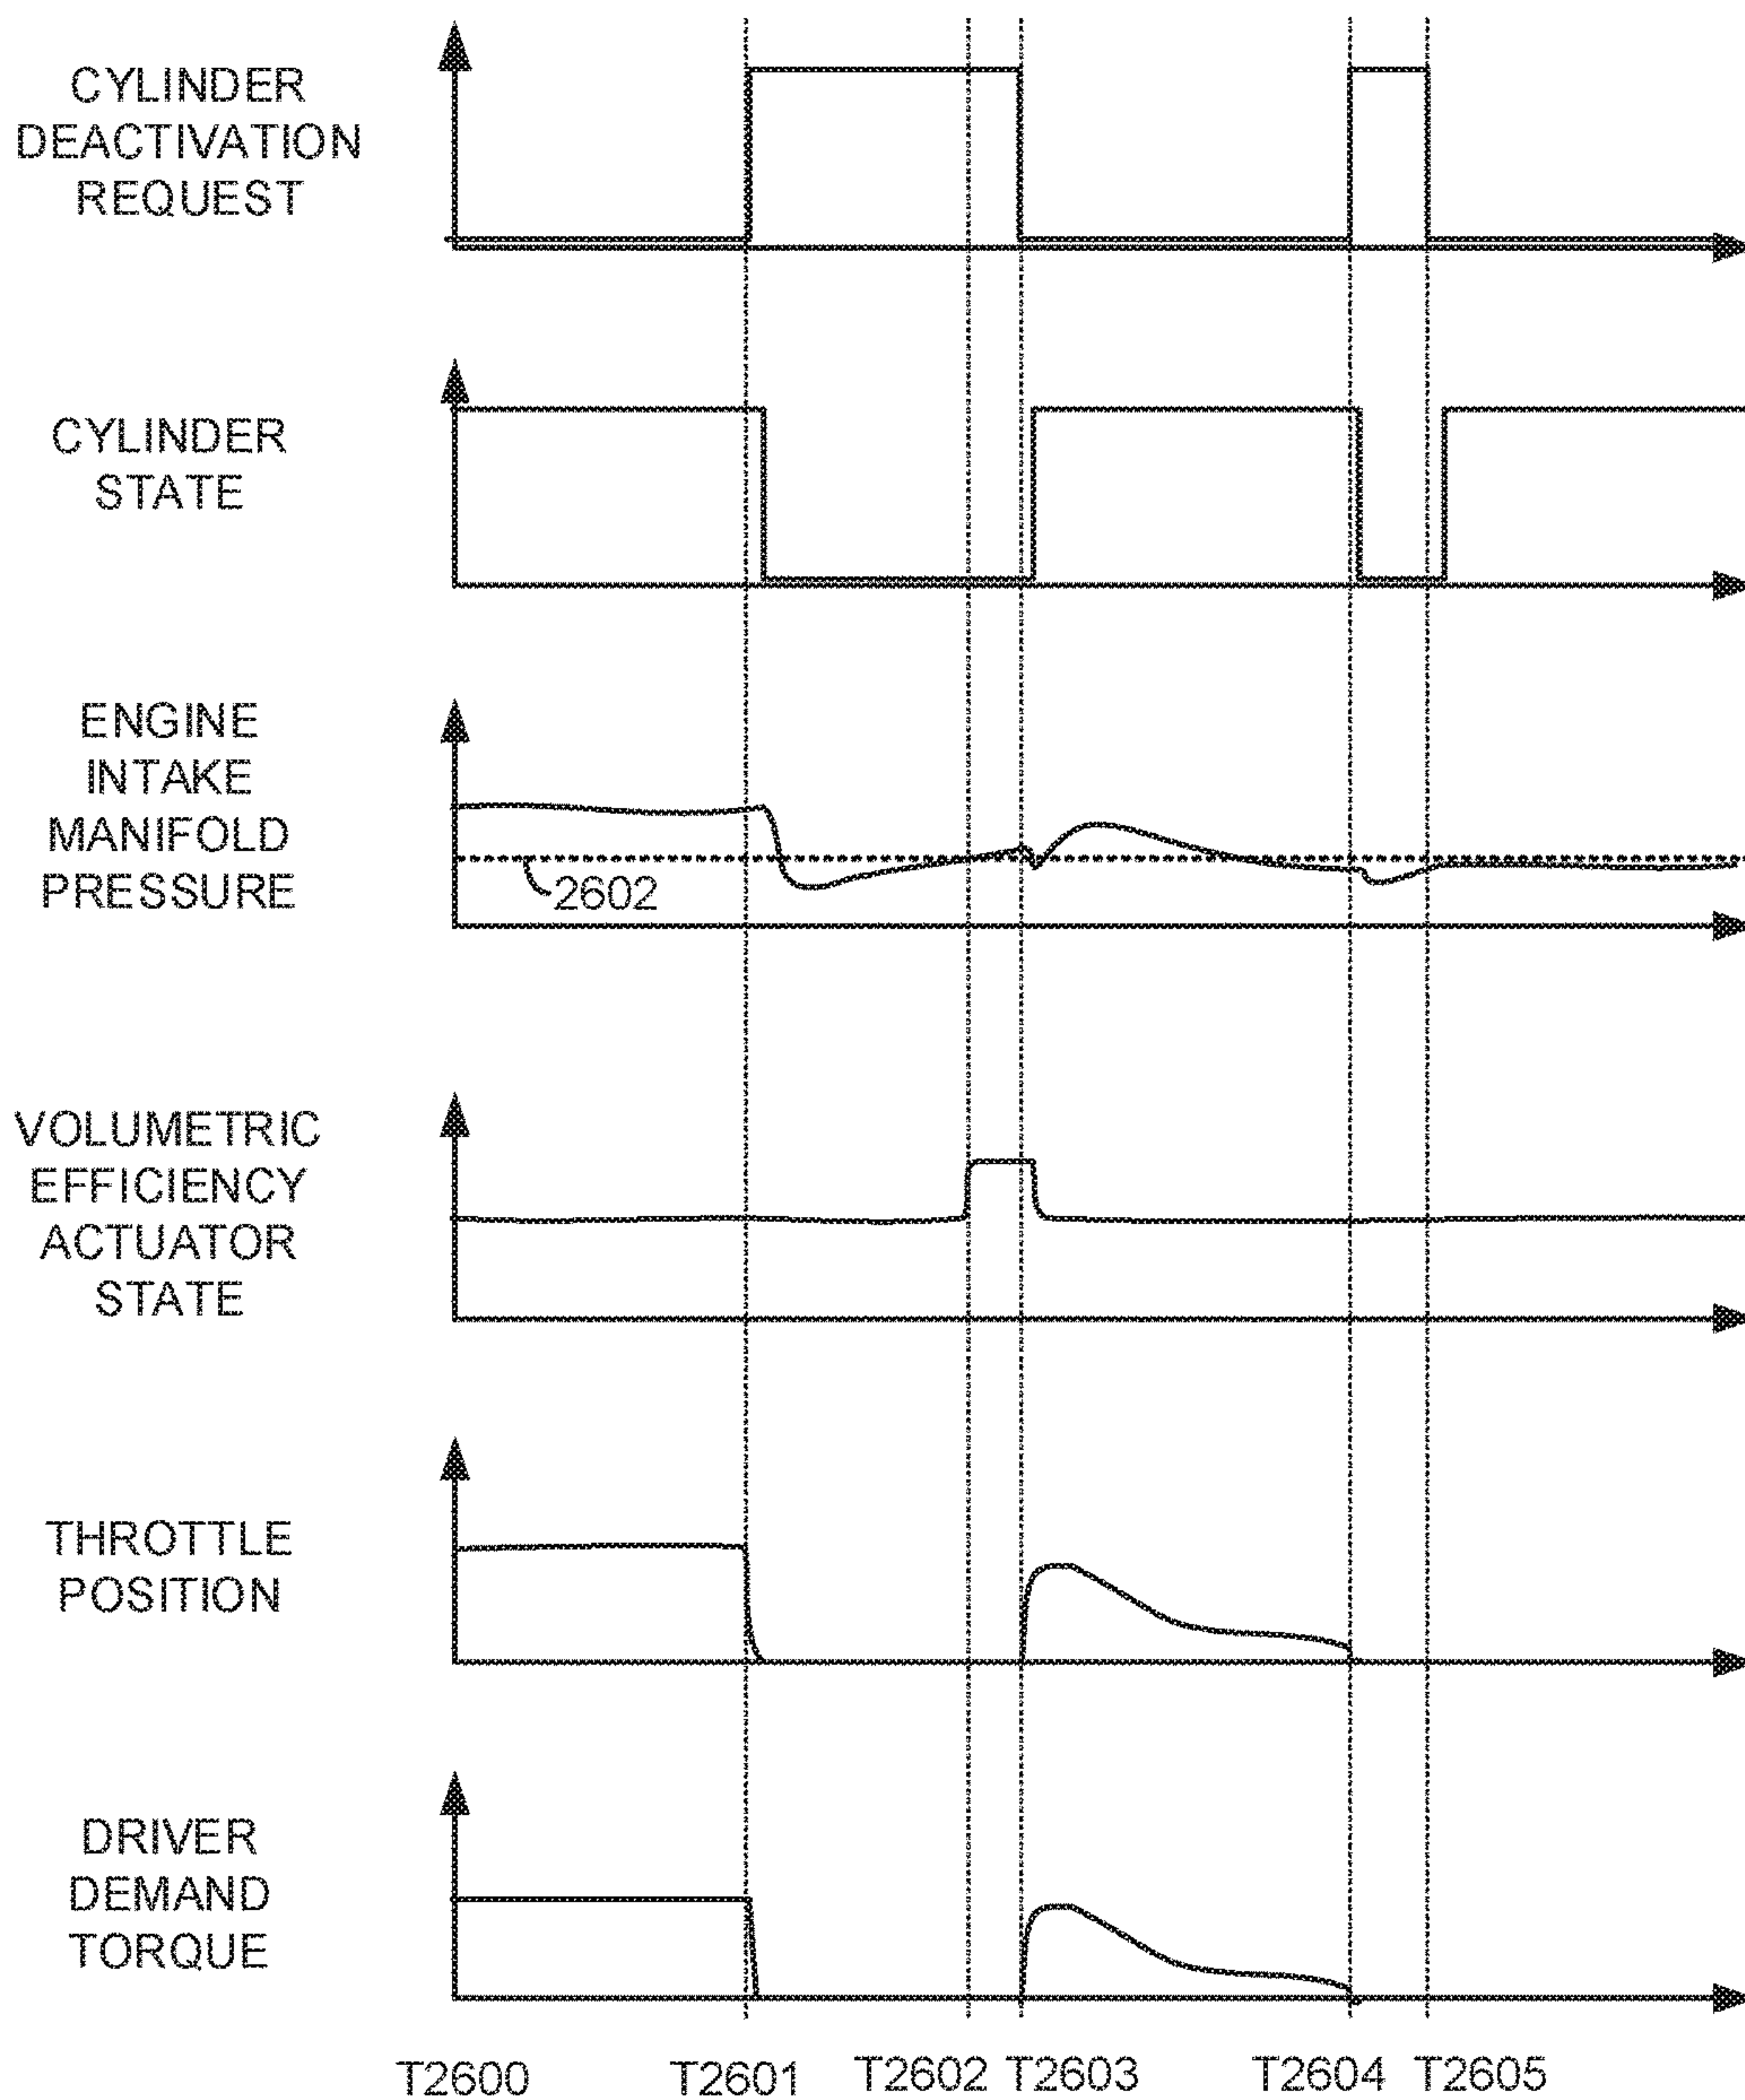 CYLINDER
DEACTIVATION
REQUEST
CYLINDER
STATE
ENGINE
INTAKE
MANIFOLD
PRESSURE
2602
VOLUMETRIC
EFFICIENCY
ACTUATOR
STATE
THROTTLE
POSITION
DRIVER
DEMAND
TORQUE
T2600 T2601 T2602 T2603 T2604 T2605